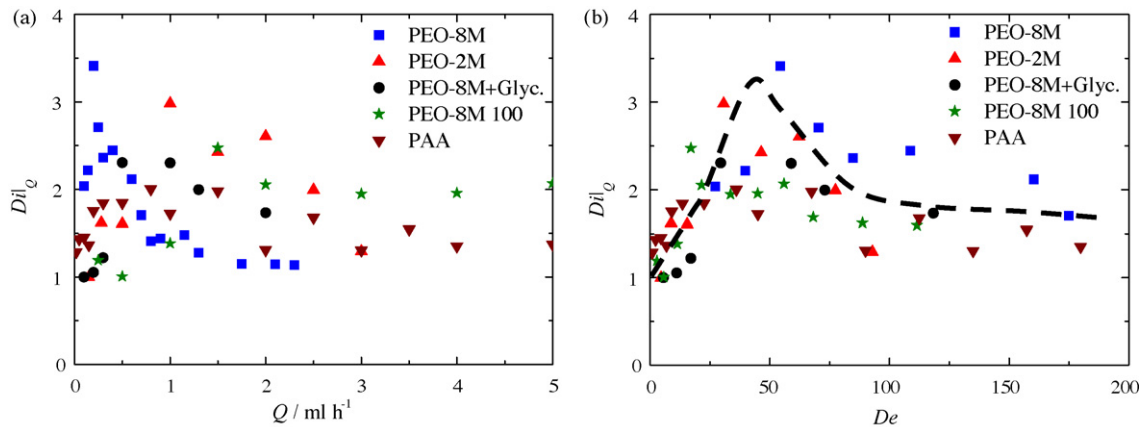 (a)
4
3
2
1
0
Di|Q
PEO-8M
PEO-2M
PEO-8M+Glyc.
PEO-8M 100
PAA
0 1 2 3 4 5
Q / ml h⁻¹
(b)
4
3
2
1
0
Di|Q
PEO-8M
PEO-2M
PEO-8M+Glyc.
PEO-8M 100
PAA
0 50 100 150 200
De